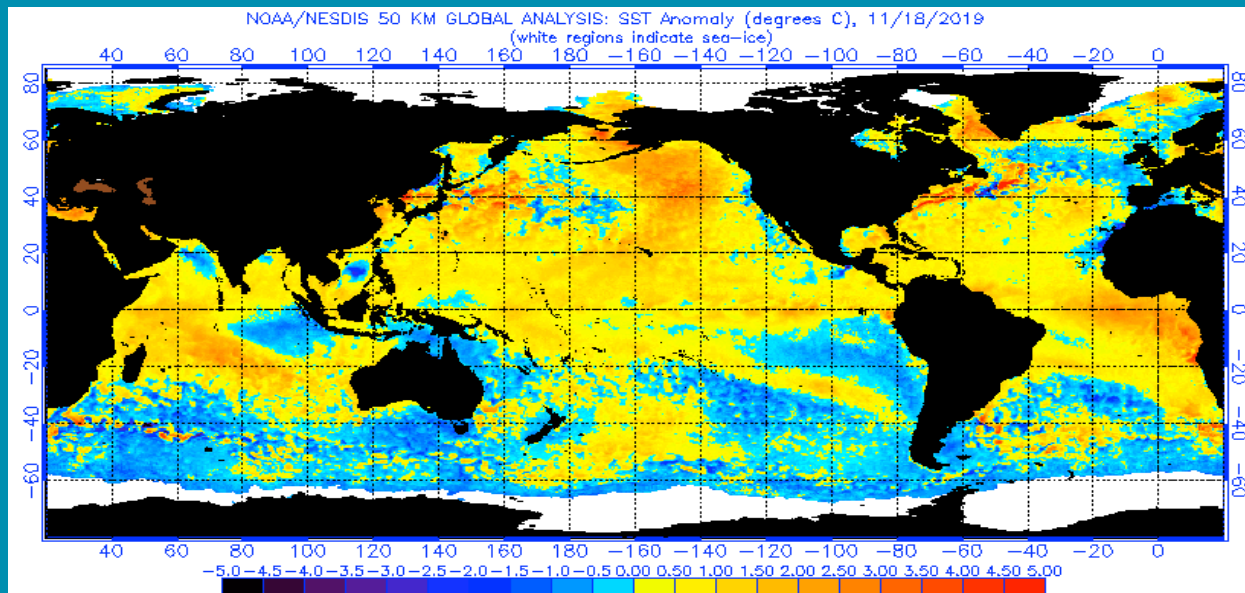 NOAA/NESDIS 50 KM GLOBAL ANALYSIS: SST Anomaly (degrees C), 11/18/2019
(white regions indicate sea-ice)
40 60 80 100 120 140 160 180 -160 -140 -120 -100 -80 -60 -40 -20 0
80 80
60 60
40 40
20 20
0 0
-20 -20
-40 -40
-60 -60
40 60 80 100 120 140 160 180 -160 -140 -120 -100 -80 -60 -40 -20 0
-5.0 -4.5 -4.0 -3.5 -3.0 -2.5 -2.0 -1.5 -1.0 -0.5 0.00 0.50 1.00 1.50 2.00 2.50 3.00 3.50 4.00 4.50 5.00